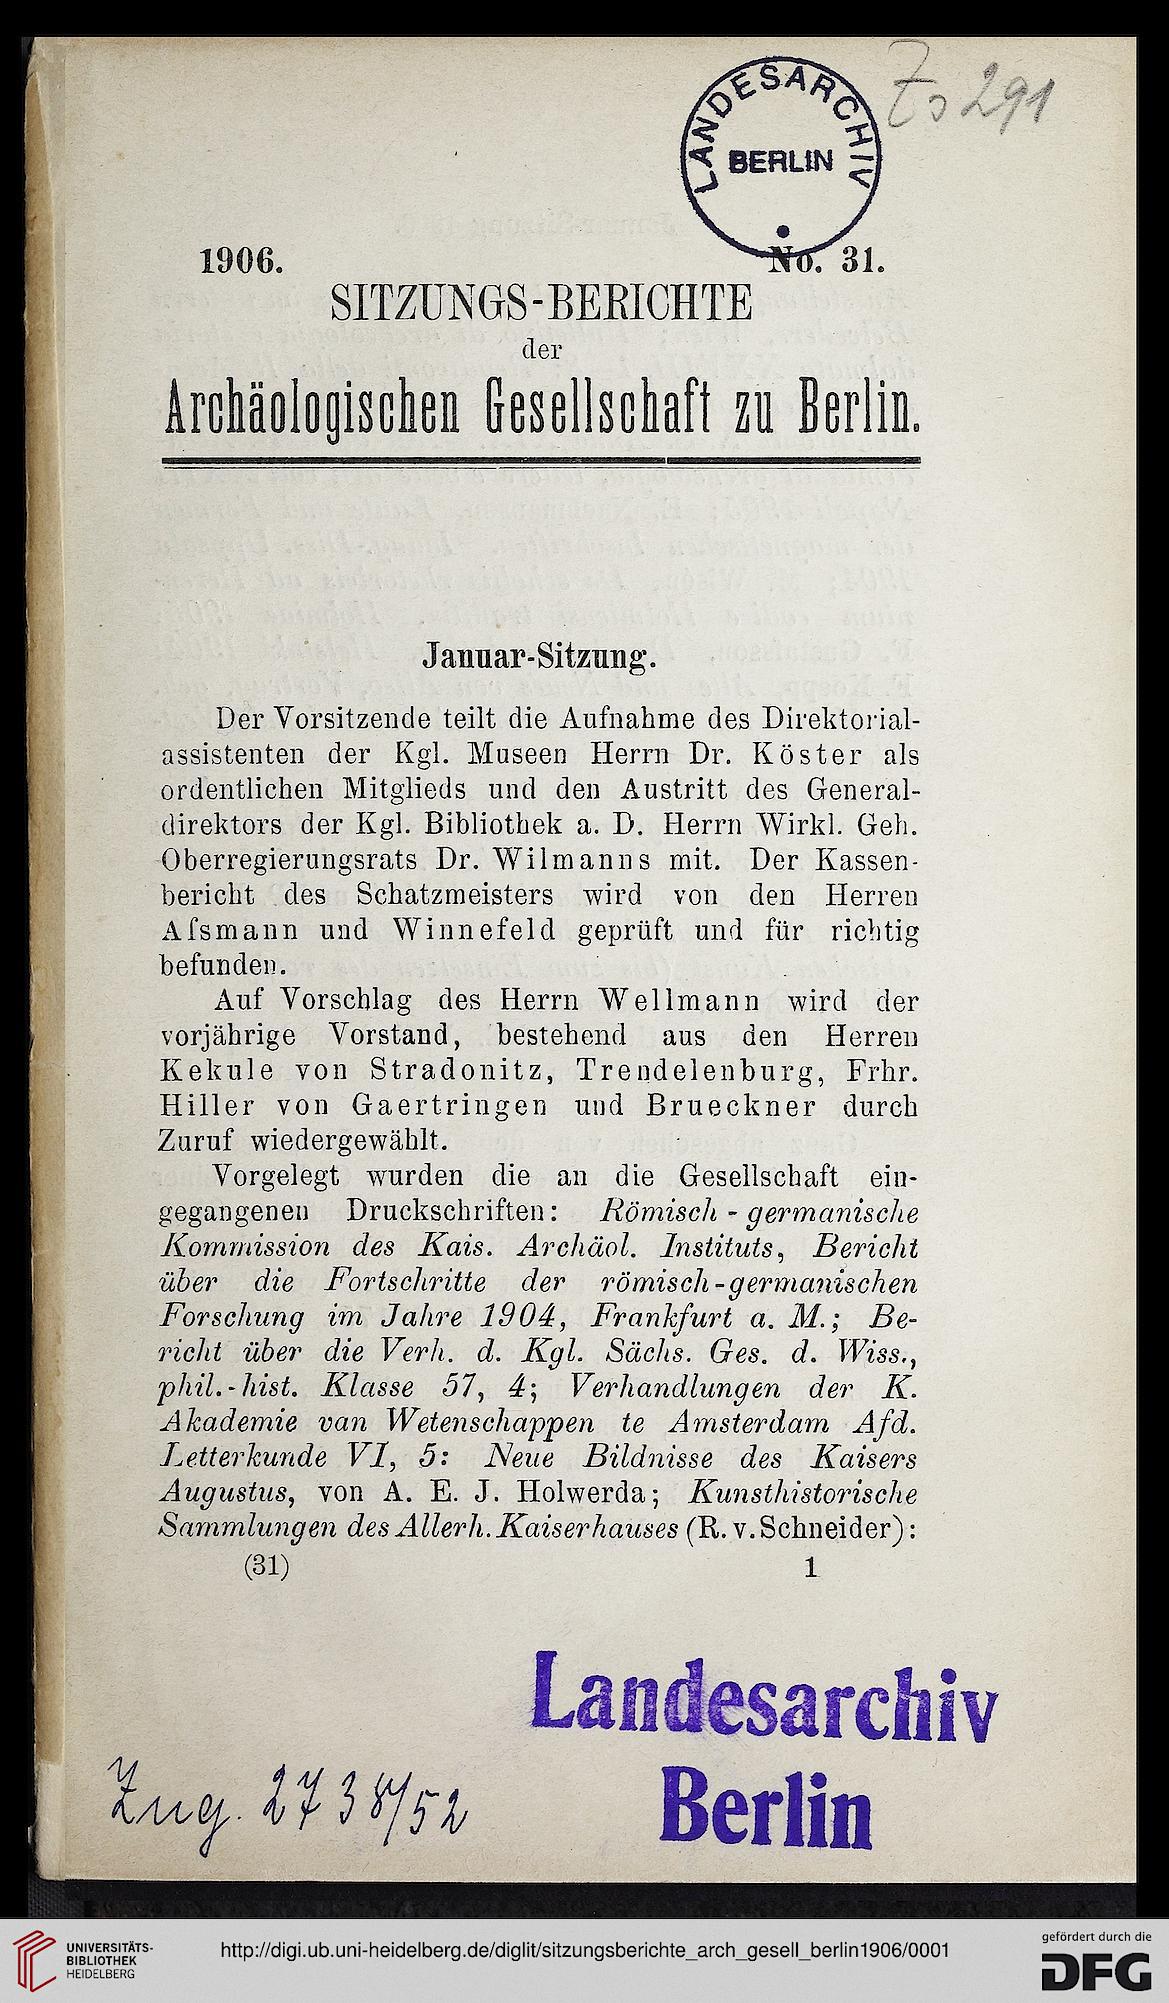 LANDESARCHIV
BERLIN
Zs 291
1906.
No. 31.
SITZUNGS-BERICHTE
der
Archäologischen Gesellschaft zu Berlin.
Januar-Sitzung.
Der Vorsitzende teilt die Aufnahme des Direktorial-
assistenten der Kgl. Museen Herrn Dr. Köster als
ordentlichen Mitglieds und den Austritt des General-
direktors der Kgl. Bibliothek a. D. Herrn Wirkl. Geh.
Oberregierungsrats Dr. Wilmanns mit. Der Kassen-
bericht des Schatzmeisters wird von den Herren
Afsmann und Winnefeld geprüft und für richtig
befunden.
Auf Vorschlag des Herrn Wellmann wird der
vorjährige Vorstand, bestehend aus den Herren
Kekule von Stradonitz, Trendelenburg, Frhr.
Hiller von Gaertringen und Brueckner durch
Zuruf wiedergewählt.
Vorgelegt wurden die an die Gesellschaft ein-
gegangenen Druckschriften: Römisch-germanische
Kommission des Kais. Archäol. Instituts, Bericht
über die Fortschritte der römisch-germanischen
Forschung im Jahre 1904, Frankfurt a. M.; Be-
richt über die Verh. d. Kgl. Sächs. Ges. d. Wiss.,
phil.-hist. Klasse 57, 4; Verhandlungen der K.
Akademie van Wetenschappen te Amsterdam Afd.
Letterkunde VI, 5: Neue Bildnisse des Kaisers
Augustus, von A. E. J. Holwerda; Kunsthistorische
Sammlungen des Allerh. Kaiserhauses (R. v. Schneider):
(31)
1
Landesarchiv
Berlin
Zug. 2738/52
UNIVERSITÄTS-
BIBLIOTHEK
HEIDELBERG
http://digi.ub.uni-heidelberg.de/diglit/sitzungsberichte_arch_gesell_berlin1906/0001
gefördert durch die
DFG